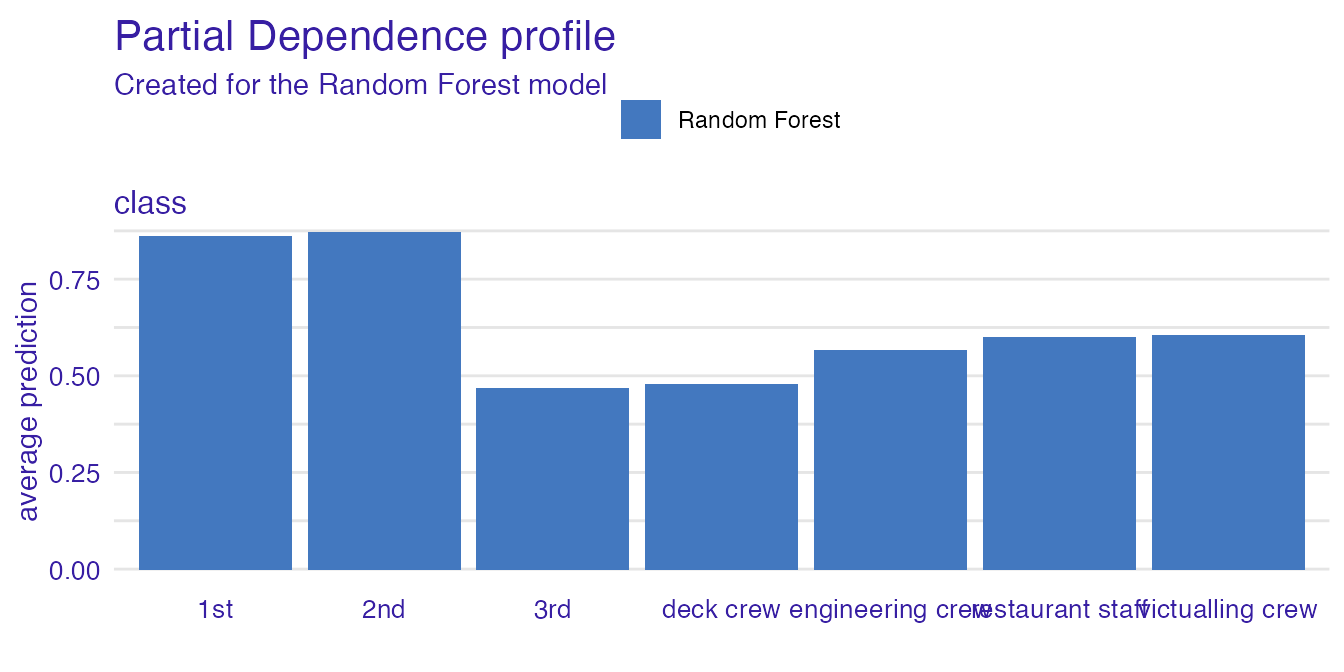 Partial Dependence profile
Created for the Random Forest model
Random Forest
class
average prediction
0.75
0.50
0.25
0.00
1st
2nd
3rd
deck crew
engineering crew
restaurant staff
victualling crew